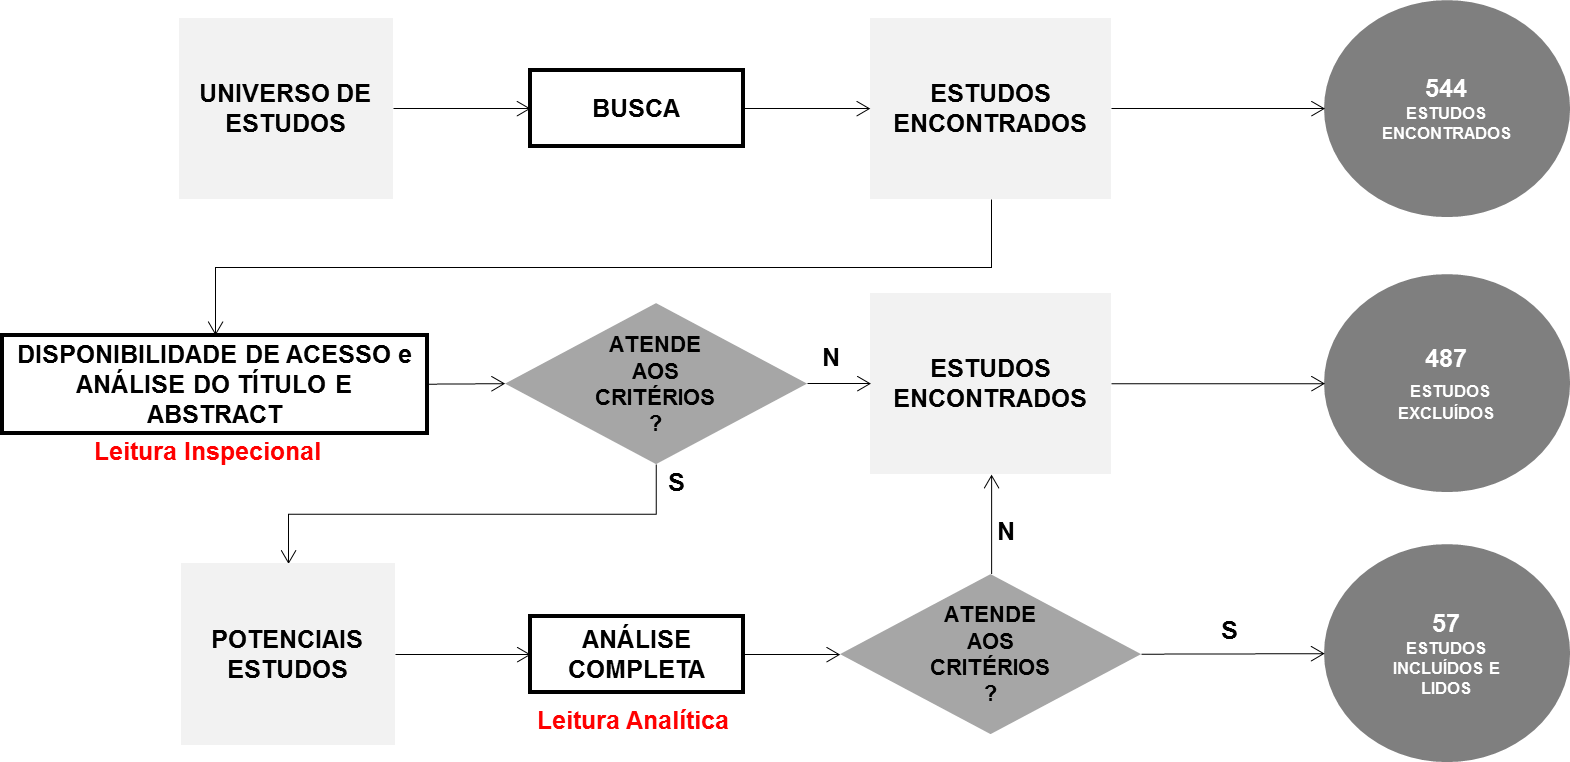 UNIVERSO DE
ESTUDOS
BUSCA
ESTUDOS
ENCONTRADOS
544
ESTUDOS
ENCONTRADOS
DISPONIBILIDADE DE ACESSO e
ANÁLISE DO TÍTULO E
ABSTRACT
Leitura Inspecional
ATENDE
AOS
CRITÉRIOS
?
N
S
ESTUDOS
ENCONTRADOS
487
ESTUDOS
EXCLUÍDOS
POTENCIAIS
ESTUDOS
ANÁLISE
COMPLETA
Leitura Analítica
ATENDE
AOS
CRITÉRIOS
?
N
S
57
ESTUDOS
INCLUÍDOS E
LIDOS